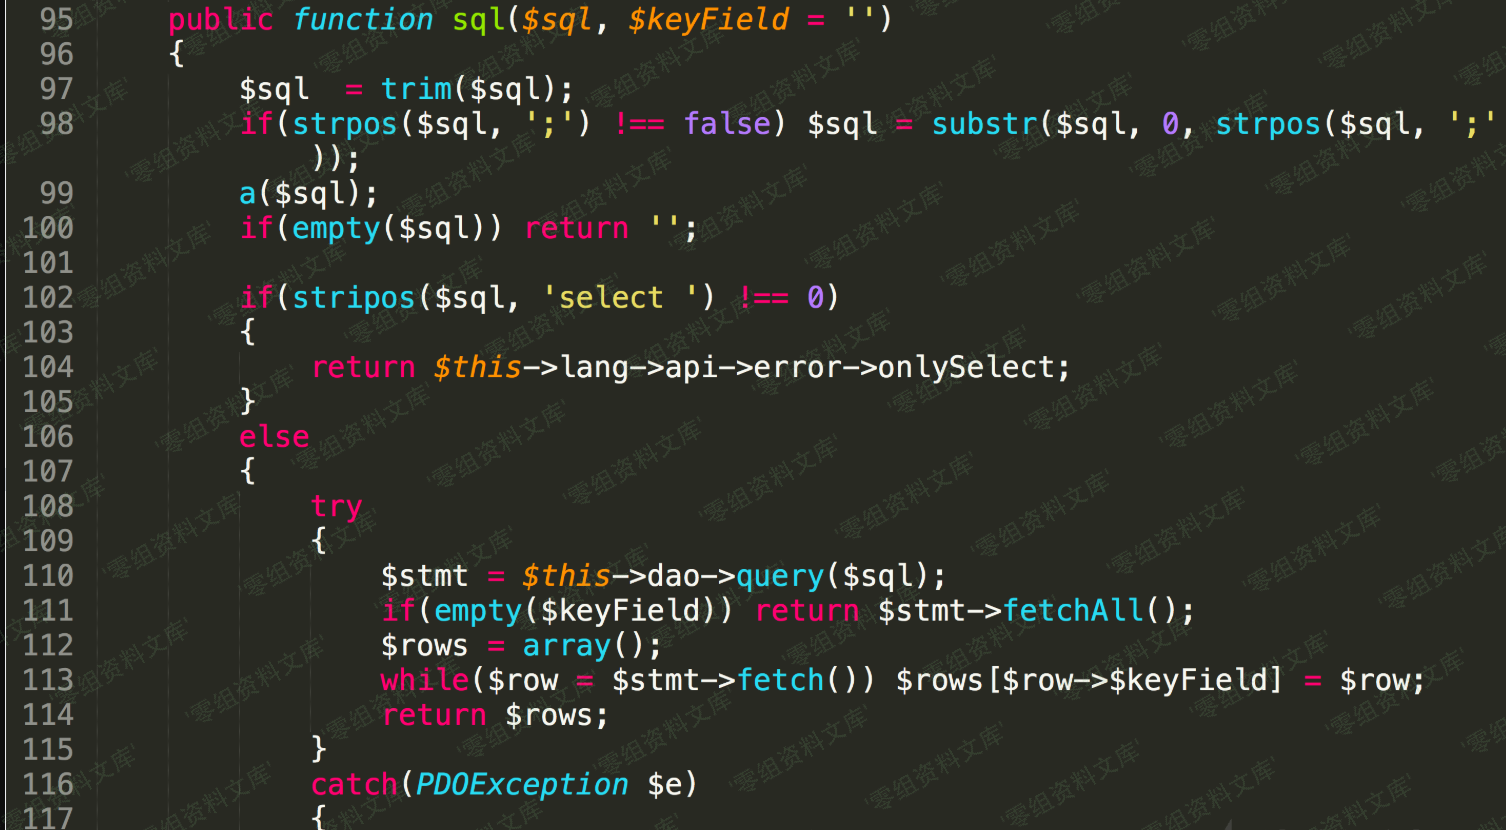 95 public function sql($sql, $keyField = '')
96 {
97 $sql  = trim($sql);
98 if(strpos($sql, ';') !== false) $sql = substr($sql, 0, strpos($sql, ';'
));
99 a($sql);
100 if(empty($sql)) return '';
101
102 if(stripos($sql, 'select ') !== 0)
103 {
104 return $this->lang->api->error->onlySelect;
105 }
106 else
107 {
108 try
109 {
110 $stmt = $this->dao->query($sql);
111 if(empty($keyField)) return $stmt->fetchAll();
112 $rows = array();
113 while($row = $stmt->fetch()) $rows[$row->$keyField] = $row;
114 return $rows;
115 }
116 catch(PDOException $e)
117 {
'零组资料文库'